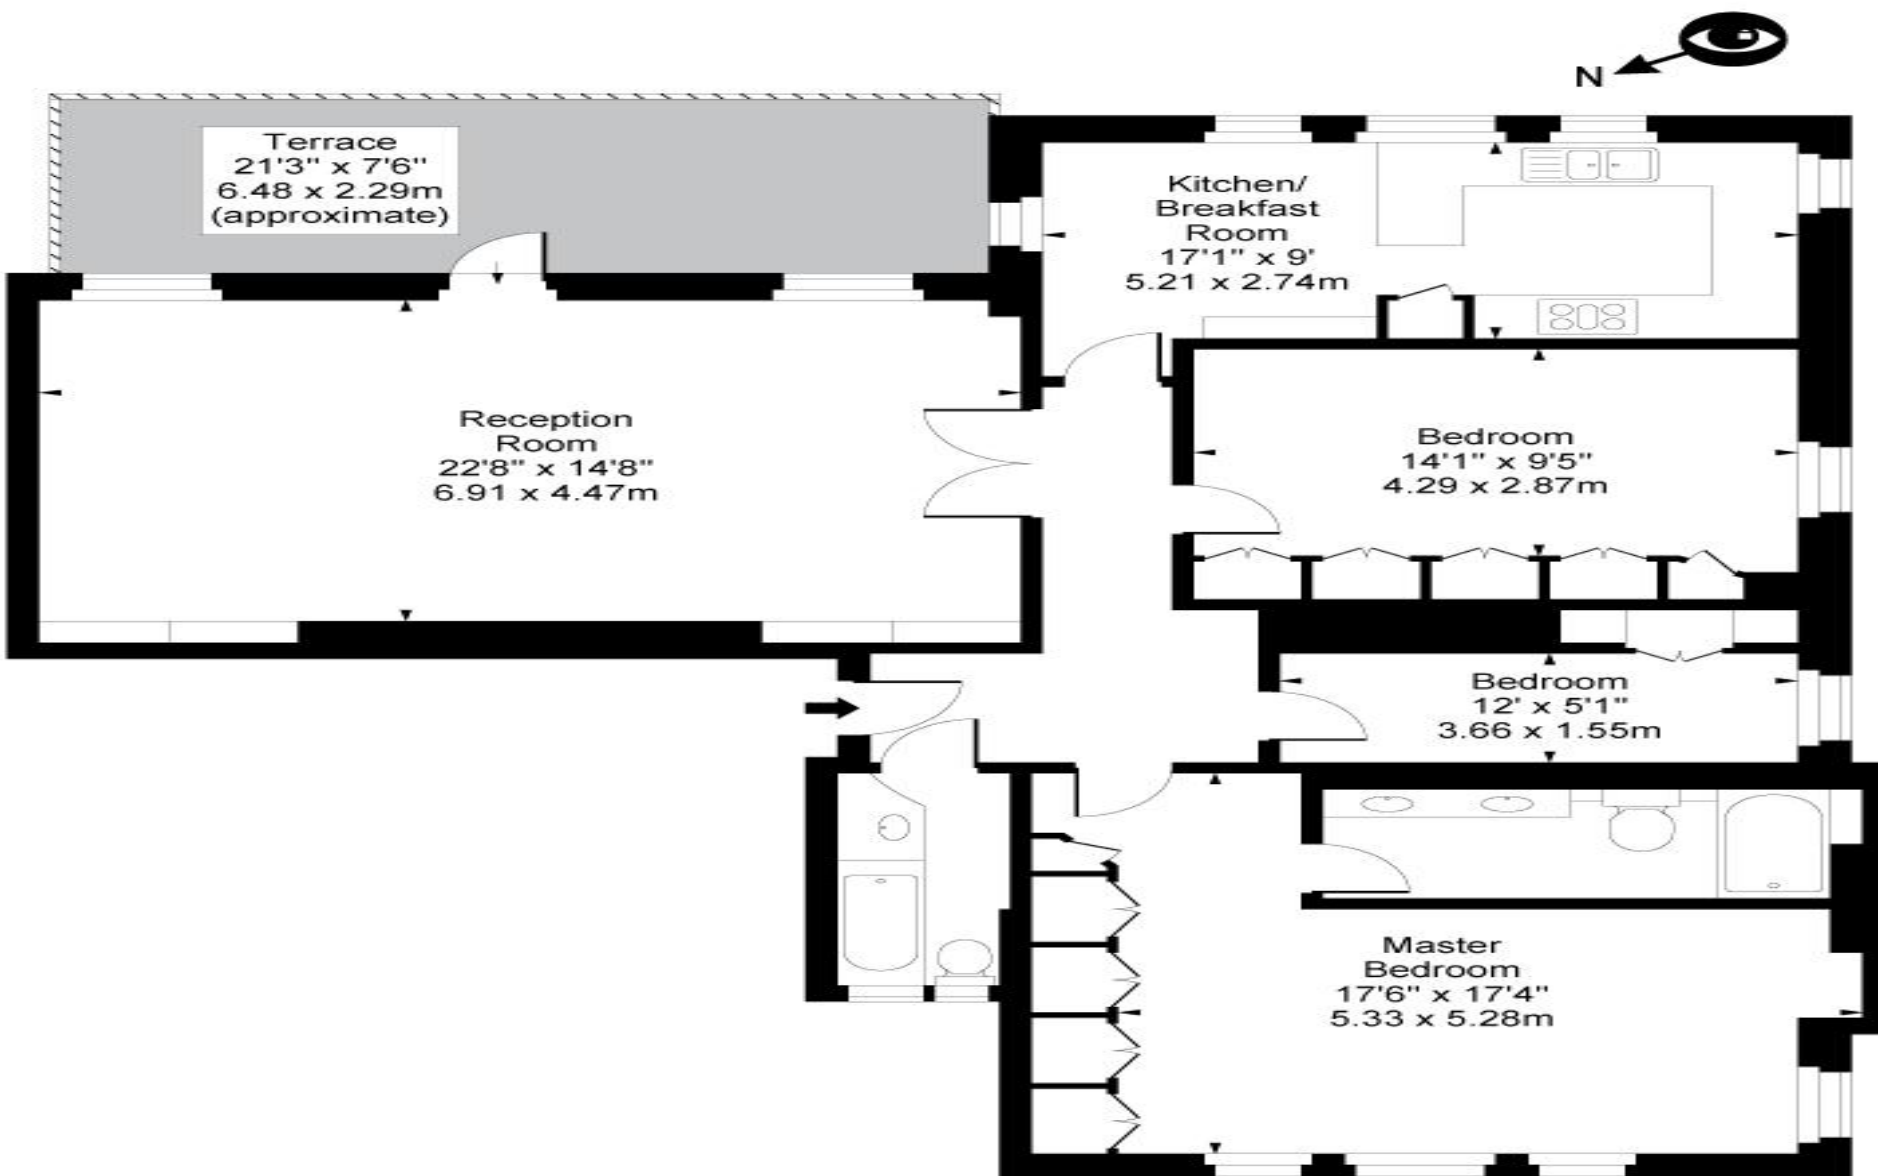 N
Terrace
21'3" x 7'6"
6.48 x 2.29m
(approximate)
Kitchen/
Breakfast
Room
17'1" x 9'
5.21 x 2.74m
Reception
Room
22'8" x 14'8"
6.91 x 4.47m
Bedroom
14'1" x 9'5"
4.29 x 2.87m
Bedroom
12' x 5'1"
3.66 x 1.55m
Master
Bedroom
17'6" x 17'4"
5.33 x 5.28m